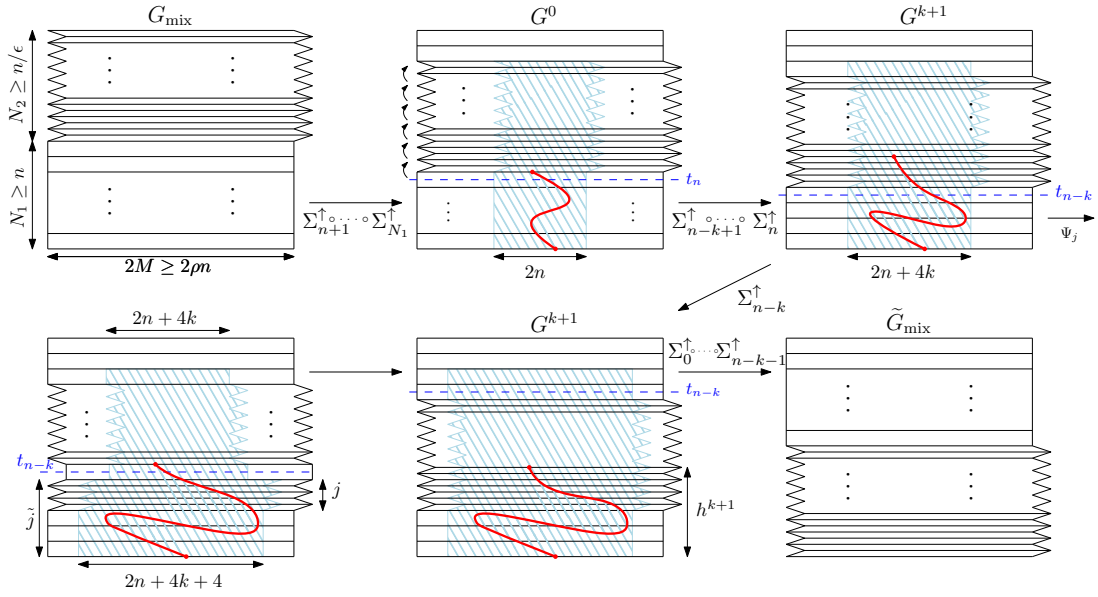 G_mix
G^0
G^{k+1}
N_2 ≥ n/ϵ
N_1 ≥ n
t_n
t_{n−k}
Σ^↑_{n+1} ∘⋯∘ Σ^↑_{N_1}
Σ^↑_{n−k+1} ∘⋯∘ Σ^↑_n
Ψ_j
2M ≥ 2ρn
2n
2n + 4k
Σ^↑_{n−k}
2n + 4k
G^{k+1}
G̃_mix
Σ^↑_0 ∘⋯∘ Σ^↑_{n−k−1}
t_{n−k}
t_{n−k}
j̃
j
h^{k+1}
2n + 4k + 4